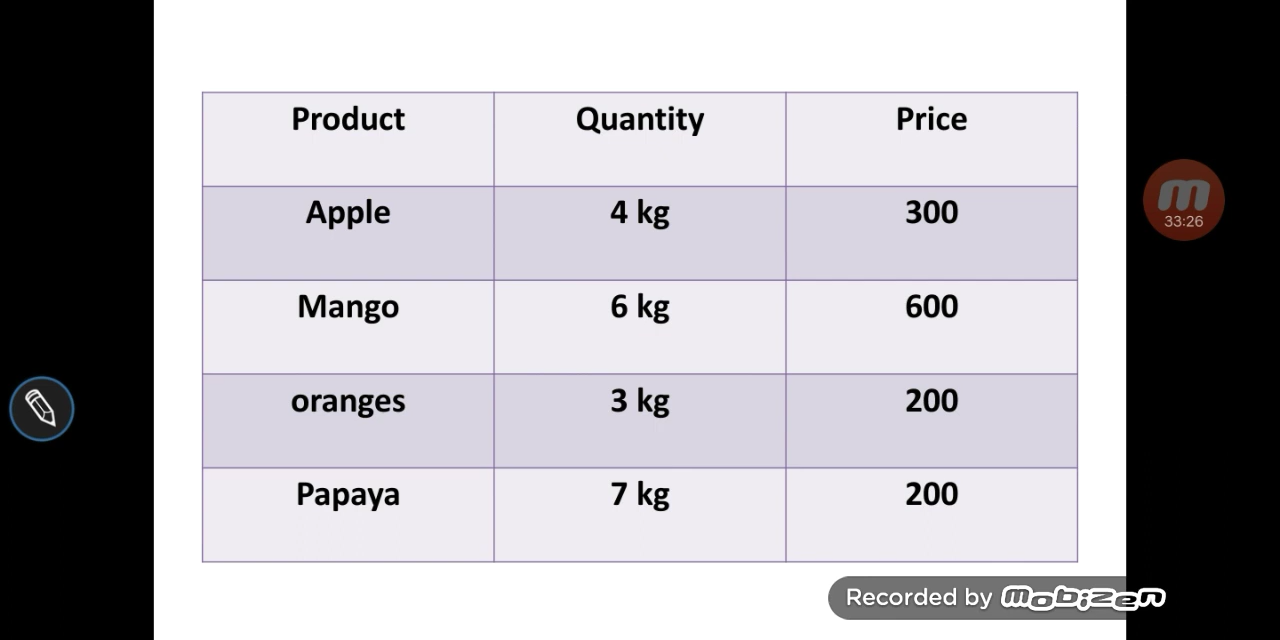 Product Quantity Price
Apple 4 kg 300
Mango 6 kg 600
oranges 3 kg 200
Papaya 7 kg 200
33:26
Recorded by mobizen